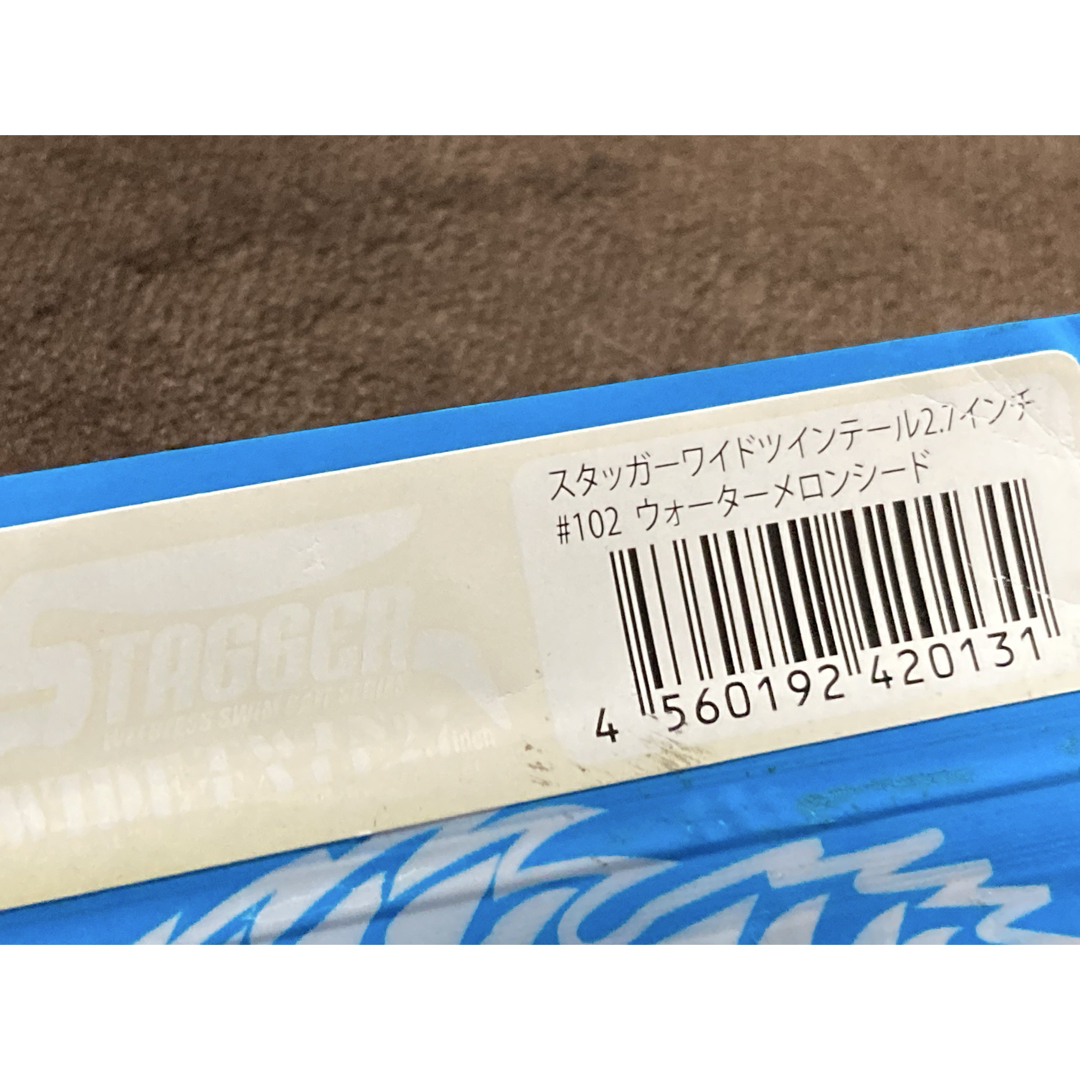 スタッガーワイドツインテール2.7インチ
#102 ウォーターメロンシード
4 560192 420131
STAGGER
inch